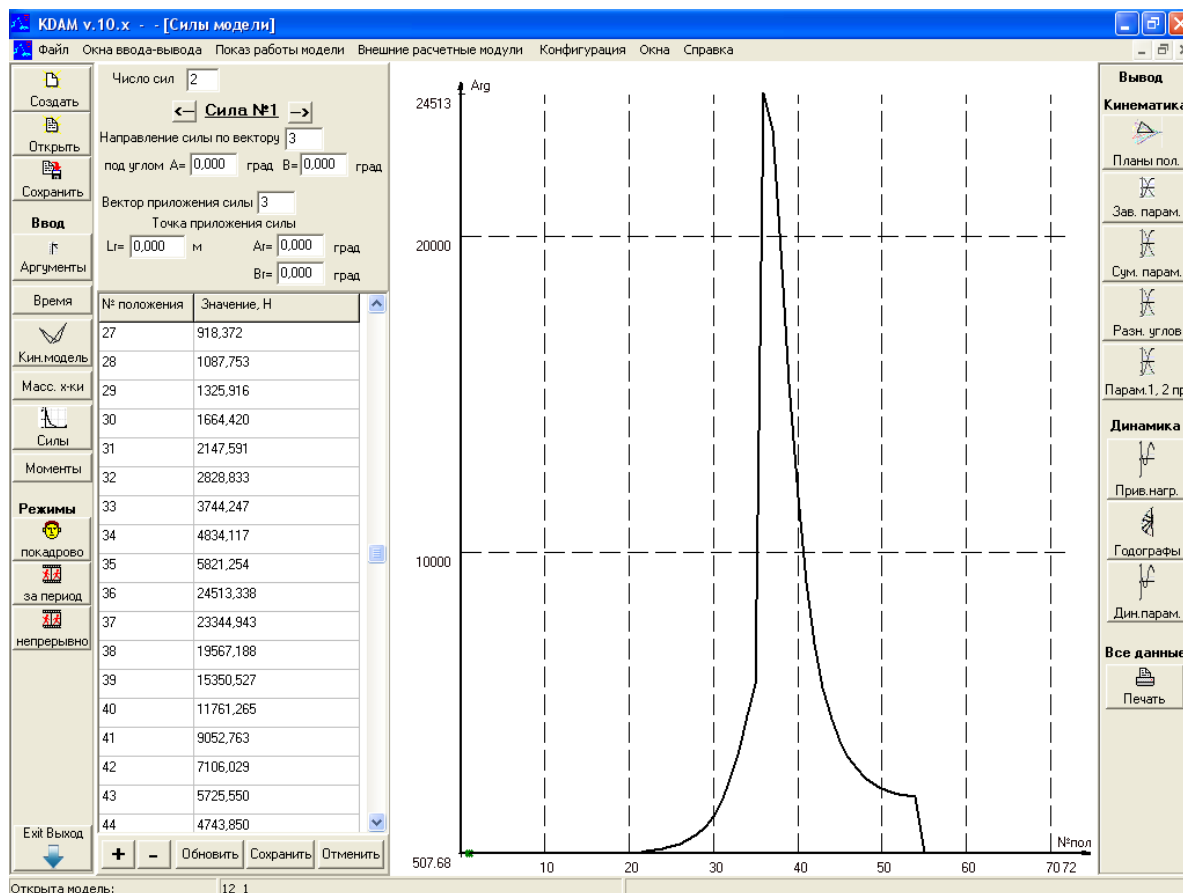 KDAM v.10.x - - [Силы модели]
Файл Окна ввода-вывода Показ работы модели Внешние расчетные модули Конфигурация Окна Справка
Создать
Открыть
Сохранить
Ввод
Аргументы
Время
Кин.модель
Масс. х-ки
Силы
Моменты
Режимы
покадрово
за период
непрерывно
Exit Выход
Число сил 2
<-- Сила №1 -->
Направление силы по вектору 3
под углом A= 0,000 град B= 0,000 град
Вектор приложения силы 3
Точка приложения силы
Lr= 0,000 м Ar= 0,000 град
Br= 0,000 град
№ положения Значение, Н
27 918,372
28 1087,753
29 1325,916
30 1664,420
31 2147,591
32 2828,833
33 3744,247
34 4834,117
35 5821,254
36 24513,338
37 23344,943
38 19567,188
39 15350,527
40 11761,265
41 9052,763
42 7106,029
43 5725,550
44 4743,850
+ - Обновить Сохранить Отменить
Arg
24513
20000
10000
507.68
10 20 30 40 50 60 70 72
№пол
Вывод
Кинематика
Планы пол.
Зав. парам.
Сум. парам.
Разн. углов
Парам.1, 2 пр
Динамика
Прив.нагр.
Годографы
Дин.парам.
Все данные
Печать
Открыта модель: 12_1